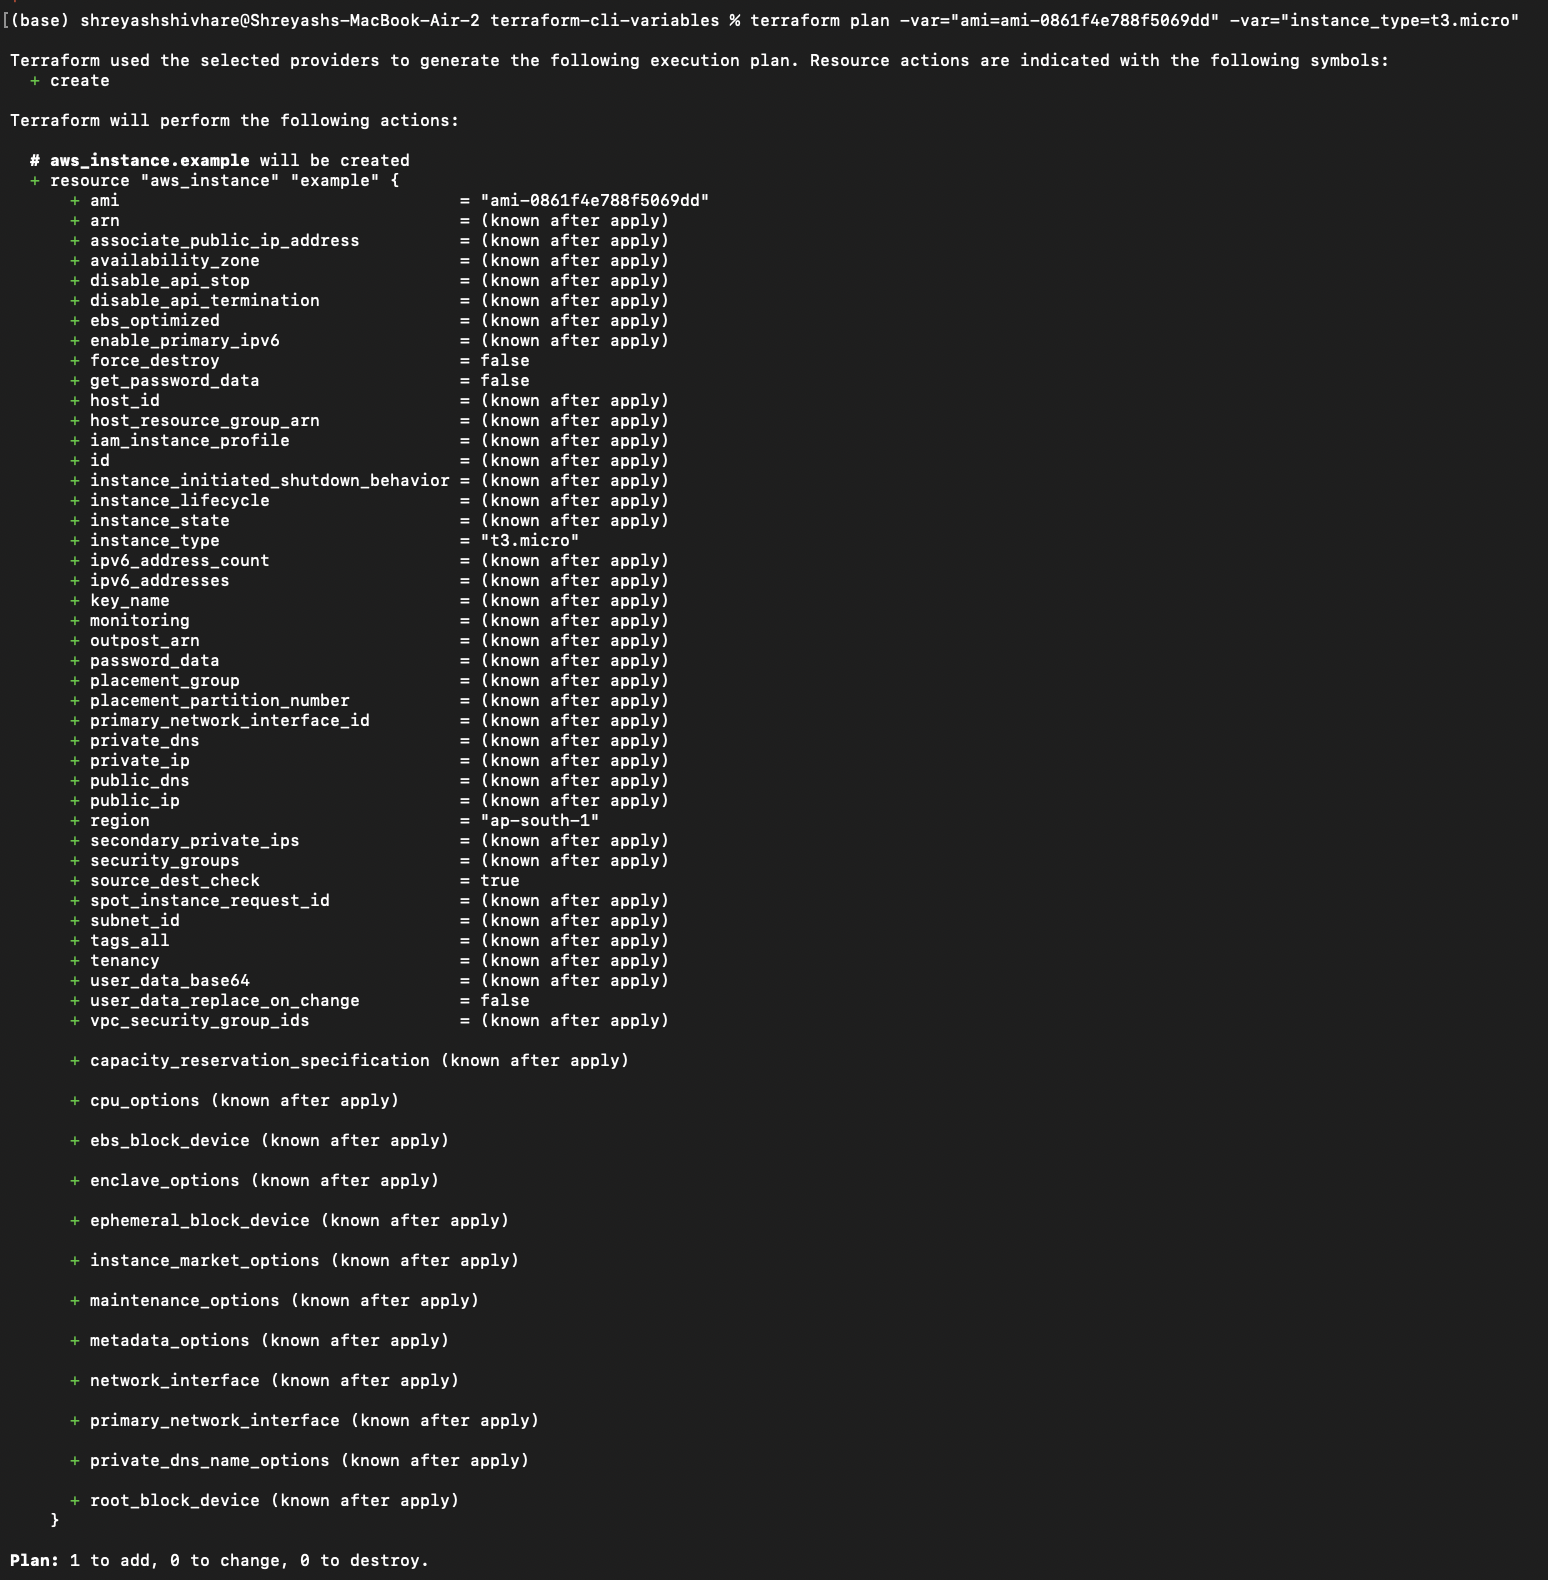 [(base) shreyashshivhare@Shreyashs-MacBook-Air-2 terraform-cli-variables % terraform plan -var="ami=ami-0861f4e788f5069dd" -var="instance_type=t3.micro"
Terraform used the selected providers to generate the following execution plan. Resource actions are indicated with the following symbols:
+ create
Terraform will perform the following actions:
# aws_instance.example will be created
+ resource "aws_instance" "example" {
+ ami = "ami-0861f4e788f5069dd"
+ arn = (known after apply)
+ associate_public_ip_address = (known after apply)
+ availability_zone = (known after apply)
+ disable_api_stop = (known after apply)
+ disable_api_termination = (known after apply)
+ ebs_optimized = (known after apply)
+ enable_primary_ipv6 = (known after apply)
+ force_destroy = false
+ get_password_data = false
+ host_id = (known after apply)
+ host_resource_group_arn = (known after apply)
+ iam_instance_profile = (known after apply)
+ id = (known after apply)
+ instance_initiated_shutdown_behavior = (known after apply)
+ instance_lifecycle = (known after apply)
+ instance_state = (known after apply)
+ instance_type = "t3.micro"
+ ipv6_address_count = (known after apply)
+ ipv6_addresses = (known after apply)
+ key_name = (known after apply)
+ monitoring = (known after apply)
+ outpost_arn = (known after apply)
+ password_data = (known after apply)
+ placement_group = (known after apply)
+ placement_partition_number = (known after apply)
+ primary_network_interface_id = (known after apply)
+ private_dns = (known after apply)
+ private_ip = (known after apply)
+ public_dns = (known after apply)
+ public_ip = (known after apply)
+ region = "ap-south-1"
+ secondary_private_ips = (known after apply)
+ security_groups = (known after apply)
+ source_dest_check = true
+ spot_instance_request_id = (known after apply)
+ subnet_id = (known after apply)
+ tags_all = (known after apply)
+ tenancy = (known after apply)
+ user_data_base64 = (known after apply)
+ user_data_replace_on_change = false
+ vpc_security_group_ids = (known after apply)
+ capacity_reservation_specification (known after apply)
+ cpu_options (known after apply)
+ ebs_block_device (known after apply)
+ enclave_options (known after apply)
+ ephemeral_block_device (known after apply)
+ instance_market_options (known after apply)
+ maintenance_options (known after apply)
+ metadata_options (known after apply)
+ network_interface (known after apply)
+ primary_network_interface (known after apply)
+ private_dns_name_options (known after apply)
+ root_block_device (known after apply)
}
Plan: 1 to add, 0 to change, 0 to destroy.